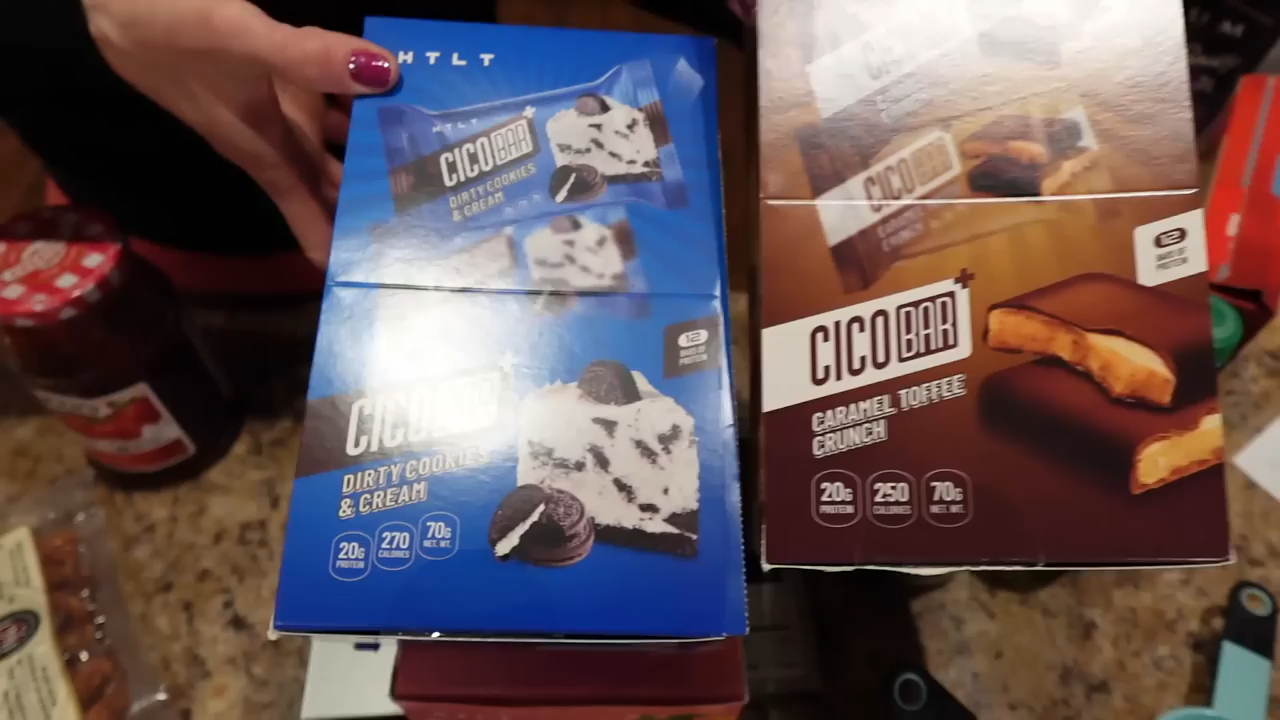 HTLT
HTLT
CICO BAR+
DIRTY COOKIES
& CREAM
12
BARS OF
PROTEIN
CICO
DIRTY COOKIES
& CREAM
20G
PROTEIN
270
CALORIES
70G
NET. WT.
CICO BAR
12
BARS OF
PROTEIN
CICO BAR+
CARAMEL TOFFEE
CRUNCH
20G
PROTEIN
250
CALORIES
70G
NET. WT.